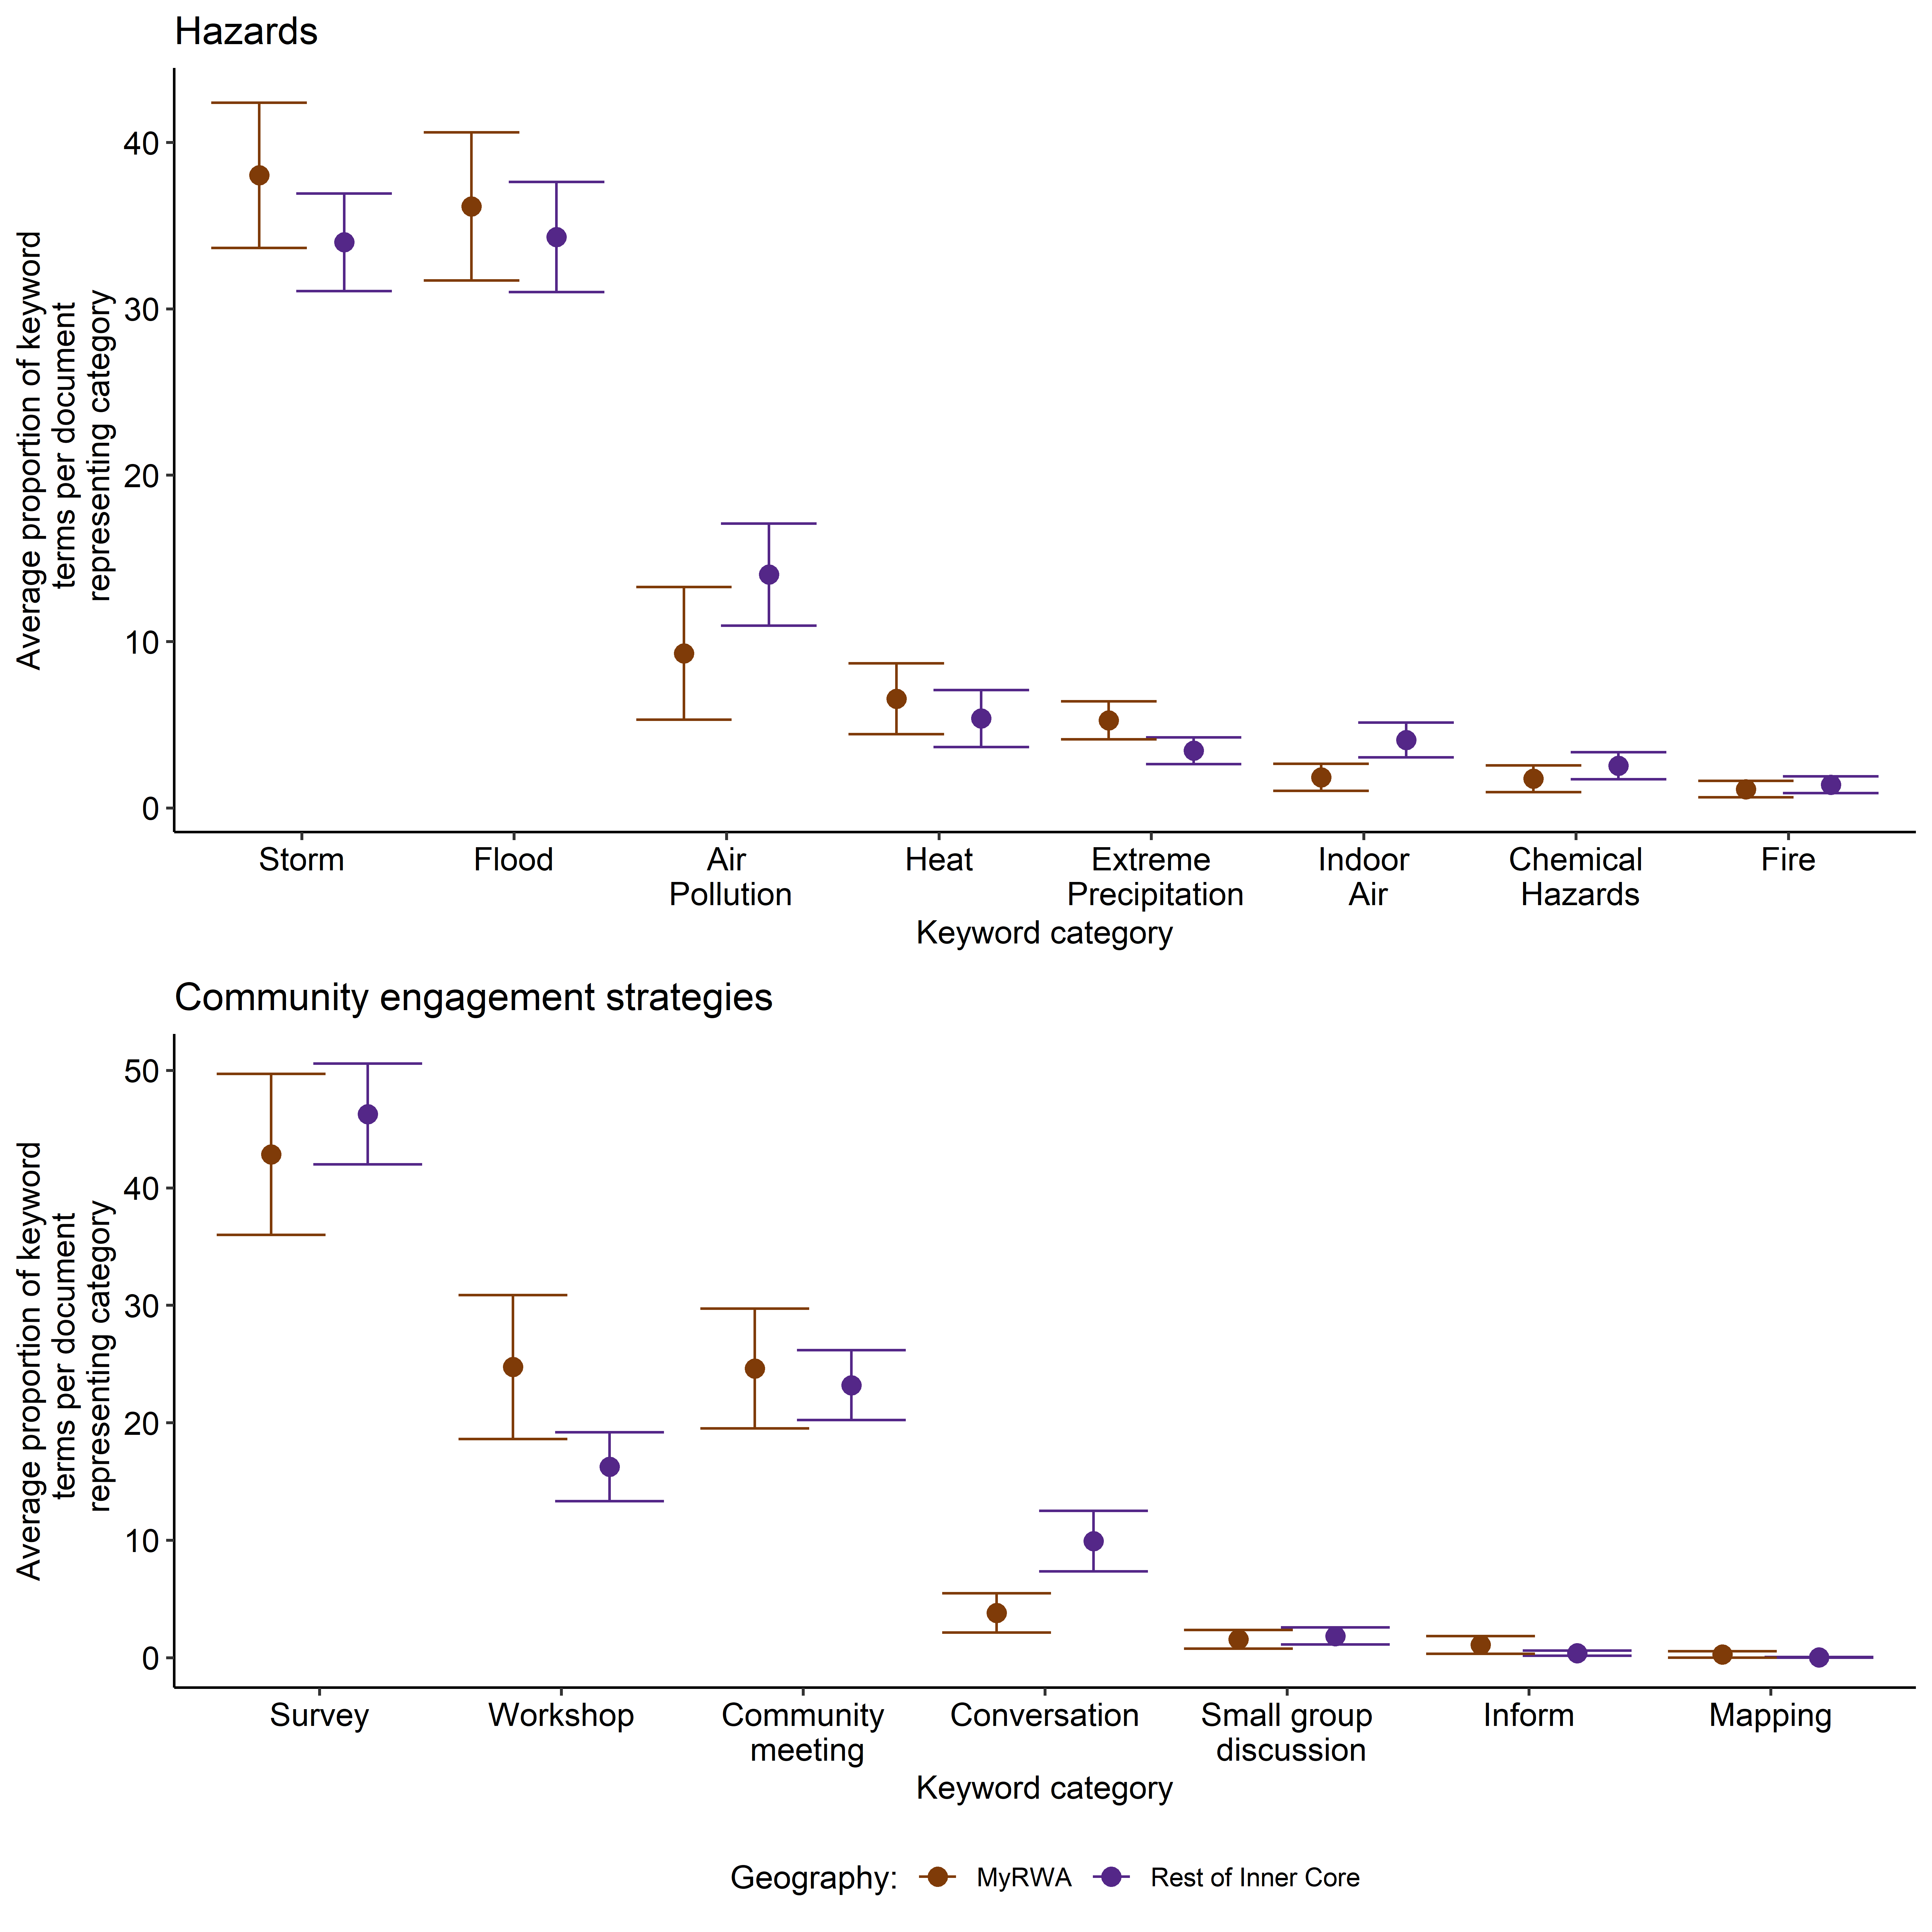 Hazards
Average proportion of keyword
terms per document
representing category
40
30
20
10
0
Storm
Flood
Air
Pollution
Heat
Extreme
Precipitation
Indoor
Air
Chemical
Hazards
Fire
Keyword category
Community engagement strategies
Average proportion of keyword
terms per document
representing category
50
40
30
20
10
0
Survey
Workshop
Community
meeting
Conversation
Small group
discussion
Inform
Mapping
Keyword category
Geography: MyRWA Rest of Inner Core